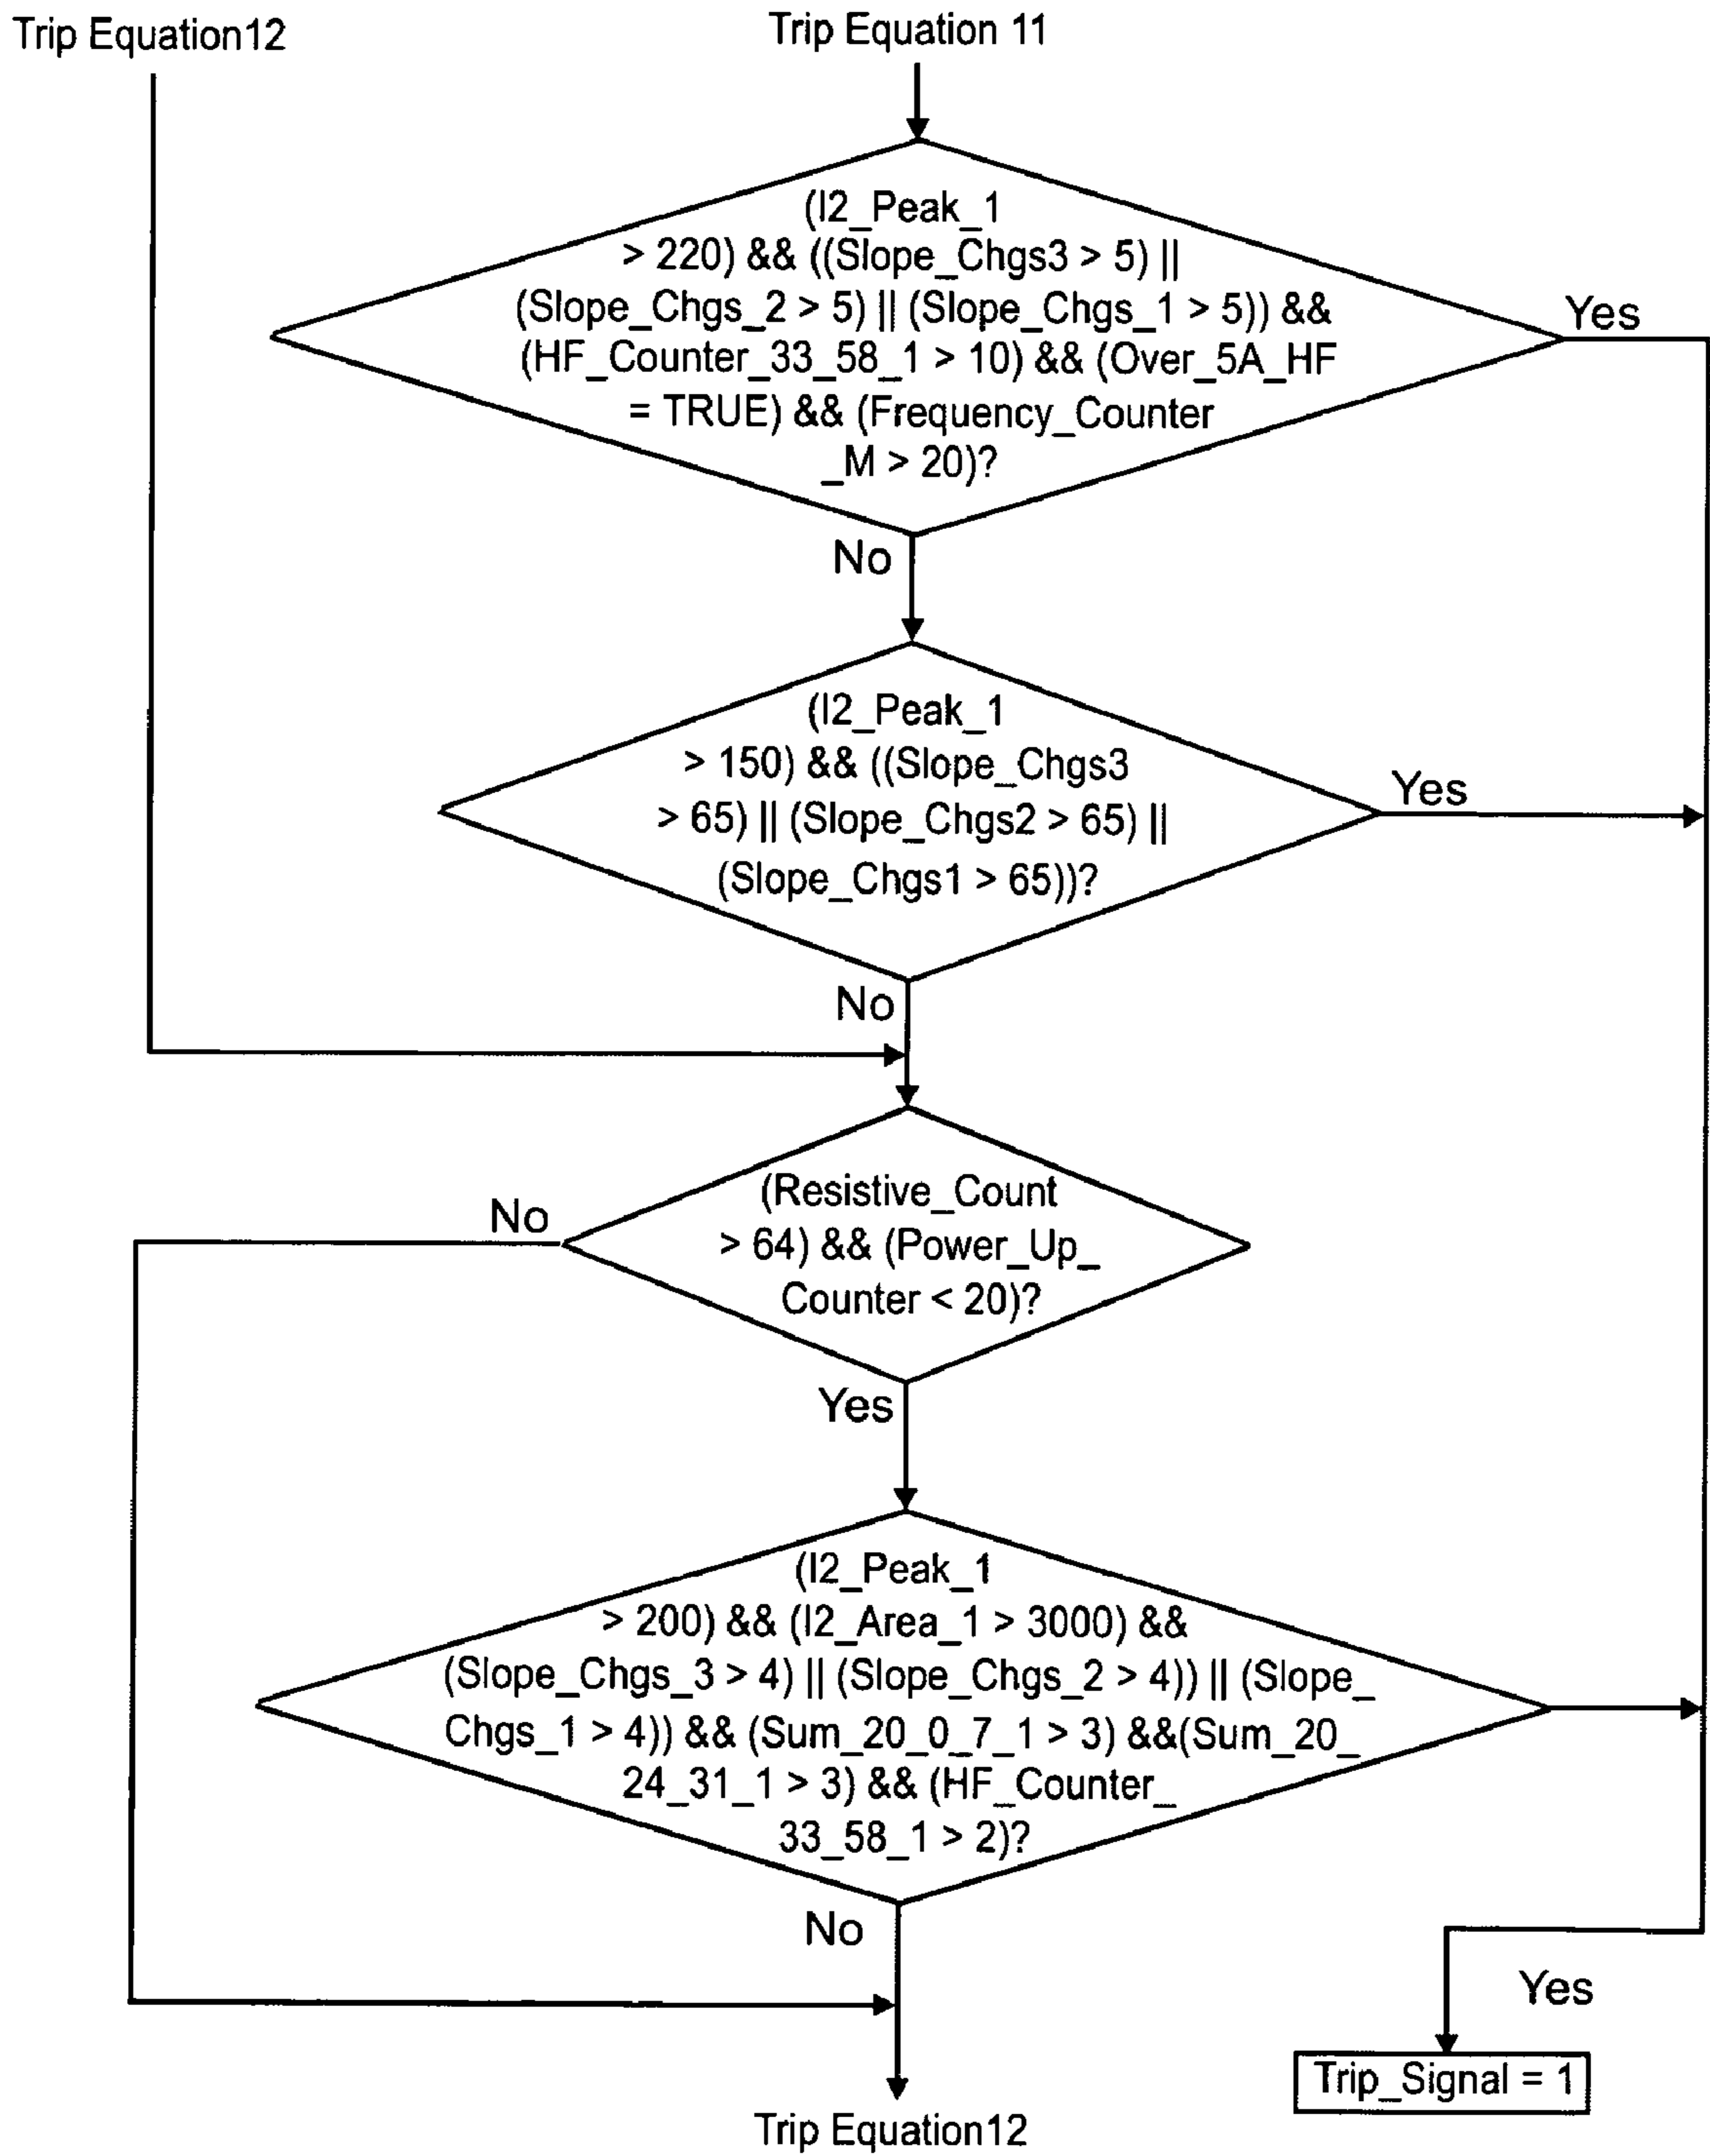 Trip Equation12
Trip Equation 11
(I2_Peak_1
> 220) && ((Slope_Chgs3 > 5) ||
(Slope_Chgs_2 > 5) || (Slope_Chgs_1 > 5)) &&
(HF_Counter_33_58_1 > 10) && (Over_5A_HF
= TRUE) && (Frequency_Counter
_M > 20)?
Yes
No
(I2_Peak_1
> 150) && ((Slope_Chgs3
> 65) || (Slope_Chgs2 > 65) ||
(Slope_Chgs1 > 65))?
Yes
No
(Resistive_Count
> 64) && (Power_Up_
Counter < 20)?
No
Yes
(I2_Peak_1
> 200) && (I2_Area_1 > 3000) &&
(Slope_Chgs_3 > 4) || (Slope_Chgs_2 > 4)) || (Slope_
Chgs_1 > 4)) && (Sum_20_0_7_1 > 3) &&(Sum_20_
24_31_1 > 3) && (HF_Counter_
33_58_1 > 2)?
No
Yes
Trip_Signal = 1
Trip Equation12